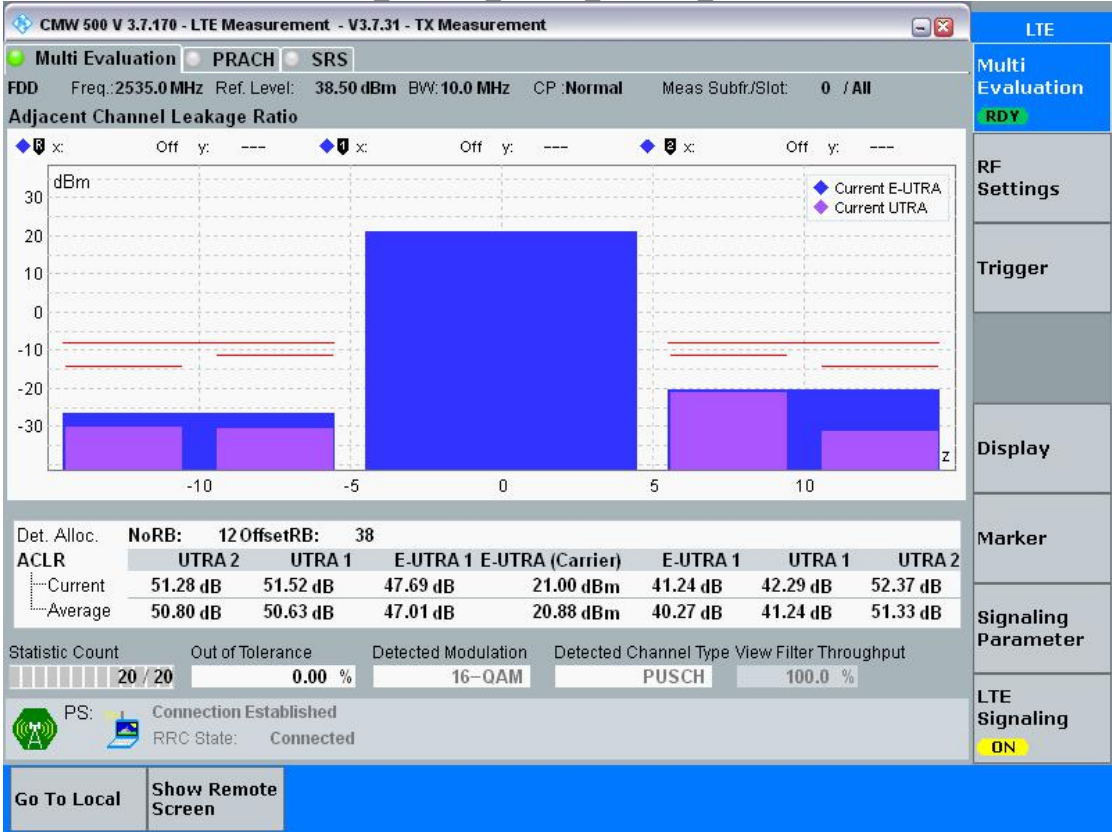 CMW 500 V 3.7.170 - LTE Measurement - V3.7.31 - TX Measurement
LTE
Multi Evaluation PRACH SRS
Multi Evaluation
RDY
FDD Freq.:2535.0 MHz Ref. Level: 38.50 dBm BW:10.0 MHz CP :Normal Meas Subfr./Slot: 0 / All
Adjacent Channel Leakage Ratio
R x: Off y: --- 1 x: Off y: --- 2 x: Off y: ---
RF Settings
dBm
Current E-UTRA
Current UTRA
30
20
10
0
-10
-20
-30
z
-10 -5 0 5 10
Trigger
Display
Marker
Signaling Parameter
LTE Signaling
ON
Det. Alloc. NoRB: 12 OffsetRB: 38
ACLR UTRA 2 UTRA 1 E-UTRA 1 E-UTRA (Carrier) E-UTRA 1 UTRA 1 UTRA 2
Current 51.28 dB 51.52 dB 47.69 dB 21.00 dBm 41.24 dB 42.29 dB 52.37 dB
Average 50.80 dB 50.63 dB 47.01 dB 20.88 dBm 40.27 dB 41.24 dB 51.33 dB
Statistic Count Out of Tolerance Detected Modulation Detected Channel Type View Filter Throughput
20 / 20 0.00 % 16-QAM PUSCH 100.0 %
PS: Connection Established
RRC State: Connected
Go To Local Show Remote Screen